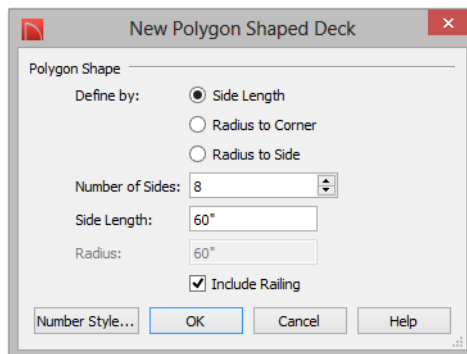 New Polygon Shaped Deck
Polygon Shape
Define by: Side Length
Radius to Corner
Radius to Side
Number of Sides: 8
Side Length: 60"
Radius: 60"
Include Railing
Number Style... OK Cancel Help